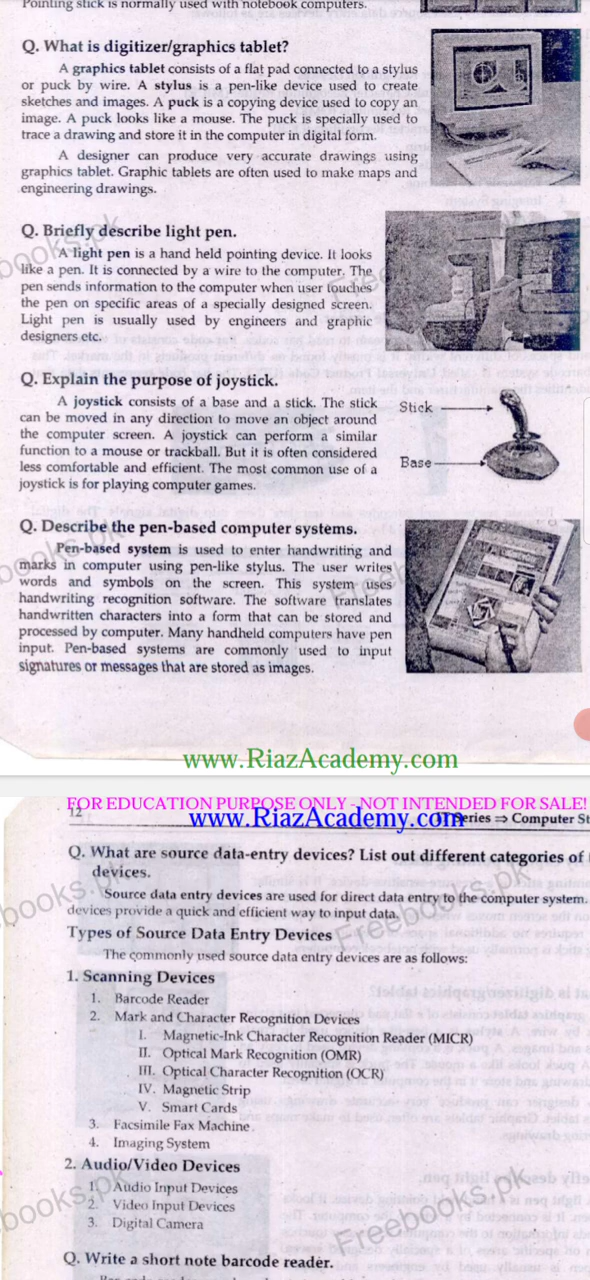 Pointing stick is normally used with notebook computers.
Q. What is digitizer/graphics tablet?
A graphics tablet consists of a flat pad connected to a stylus
or puck by wire. A stylus is a pen-like device used to create
sketches and images. A puck is a copying device used to copy an
image. A puck looks like a mouse. The puck is specially used to
trace a drawing and store it in the computer in digital form.
A designer can produce very accurate drawings using
graphics tablet. Graphic tablets are often used to make maps and
engineering drawings.
Q. Briefly describe light pen.
A light pen is a hand held pointing device. It looks
like a pen. It is connected by a wire to the computer. The
pen sends information to the computer when user touches
the pen on specific areas of a specially designed screen.
Light pen is usually used by engineers and graphic
designers etc.
Q. Explain the purpose of joystick.
A joystick consists of a base and a stick. The stick
can be moved in any direction to move an object around
the computer screen. A joystick can perform a similar
function to a mouse or trackball. But it is often considered
less comfortable and efficient. The most common use of a
joystick is for playing computer games.
Stick
Base
Q. Describe the pen-based computer systems.
Pen-based system is used to enter handwriting and
marks in computer using pen-like stylus. The user writes
words and symbols on the screen. This system uses
handwriting recognition software. The software translates
handwritten characters into a form that can be stored and
processed by computer. Many handheld computers have pen
input. Pen-based systems are commonly used to input
signatures or messages that are stored as images.
www.RiazAcademy.com
FOR EDUCATION PURPOSE ONLY - NOT INTENDED FOR SALE!
12
www.RiazAcademy.com
Series ⇒ Computer St
Q. What are source data-entry devices? List out different categories of
devices.
Source data entry devices are used for direct data entry to the computer system.
devices provide a quick and efficient way to input data.
Types of Source Data Entry Devices
The commonly used source data entry devices are as follows:
1. Scanning Devices
1. Barcode Reader
2. Mark and Character Recognition Devices
I. Magnetic-Ink Character Recognition Reader (MICR)
II. Optical Mark Recognition (OMR)
III. Optical Character Recognition (OCR)
IV. Magnetic Strip
V. Smart Cards
3. Facsimile Fax Machine
4. Imaging System
2. Audio/Video Devices
1. Audio Input Devices
2. Video Input Devices
3. Digital Camera
Freebooks.pk
Q. Write a short note barcode reader.